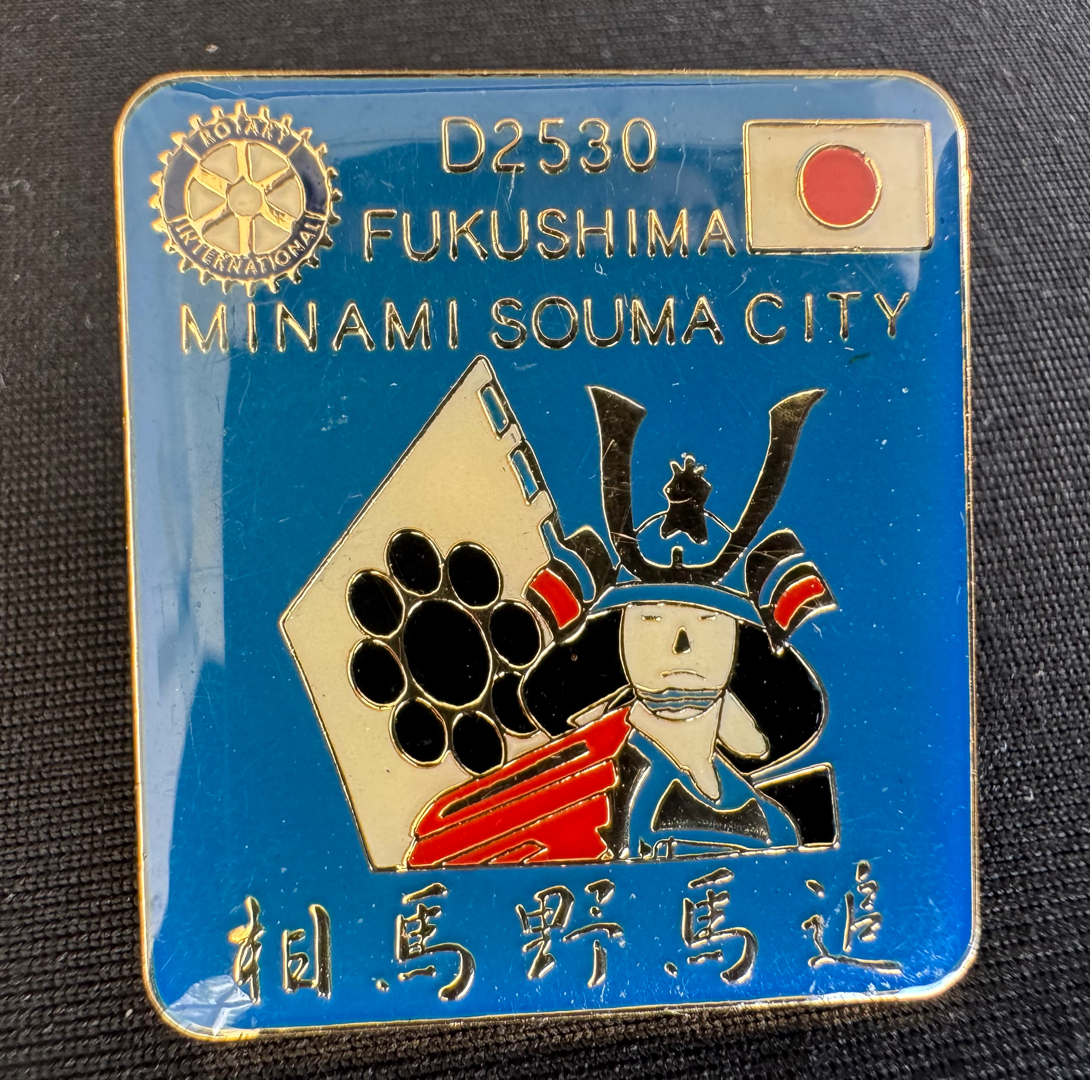 ROTARY
INTERNATIONAL
D2530
FUKUSHIMA
MINAMI SOUMA CITY
相馬野馬追